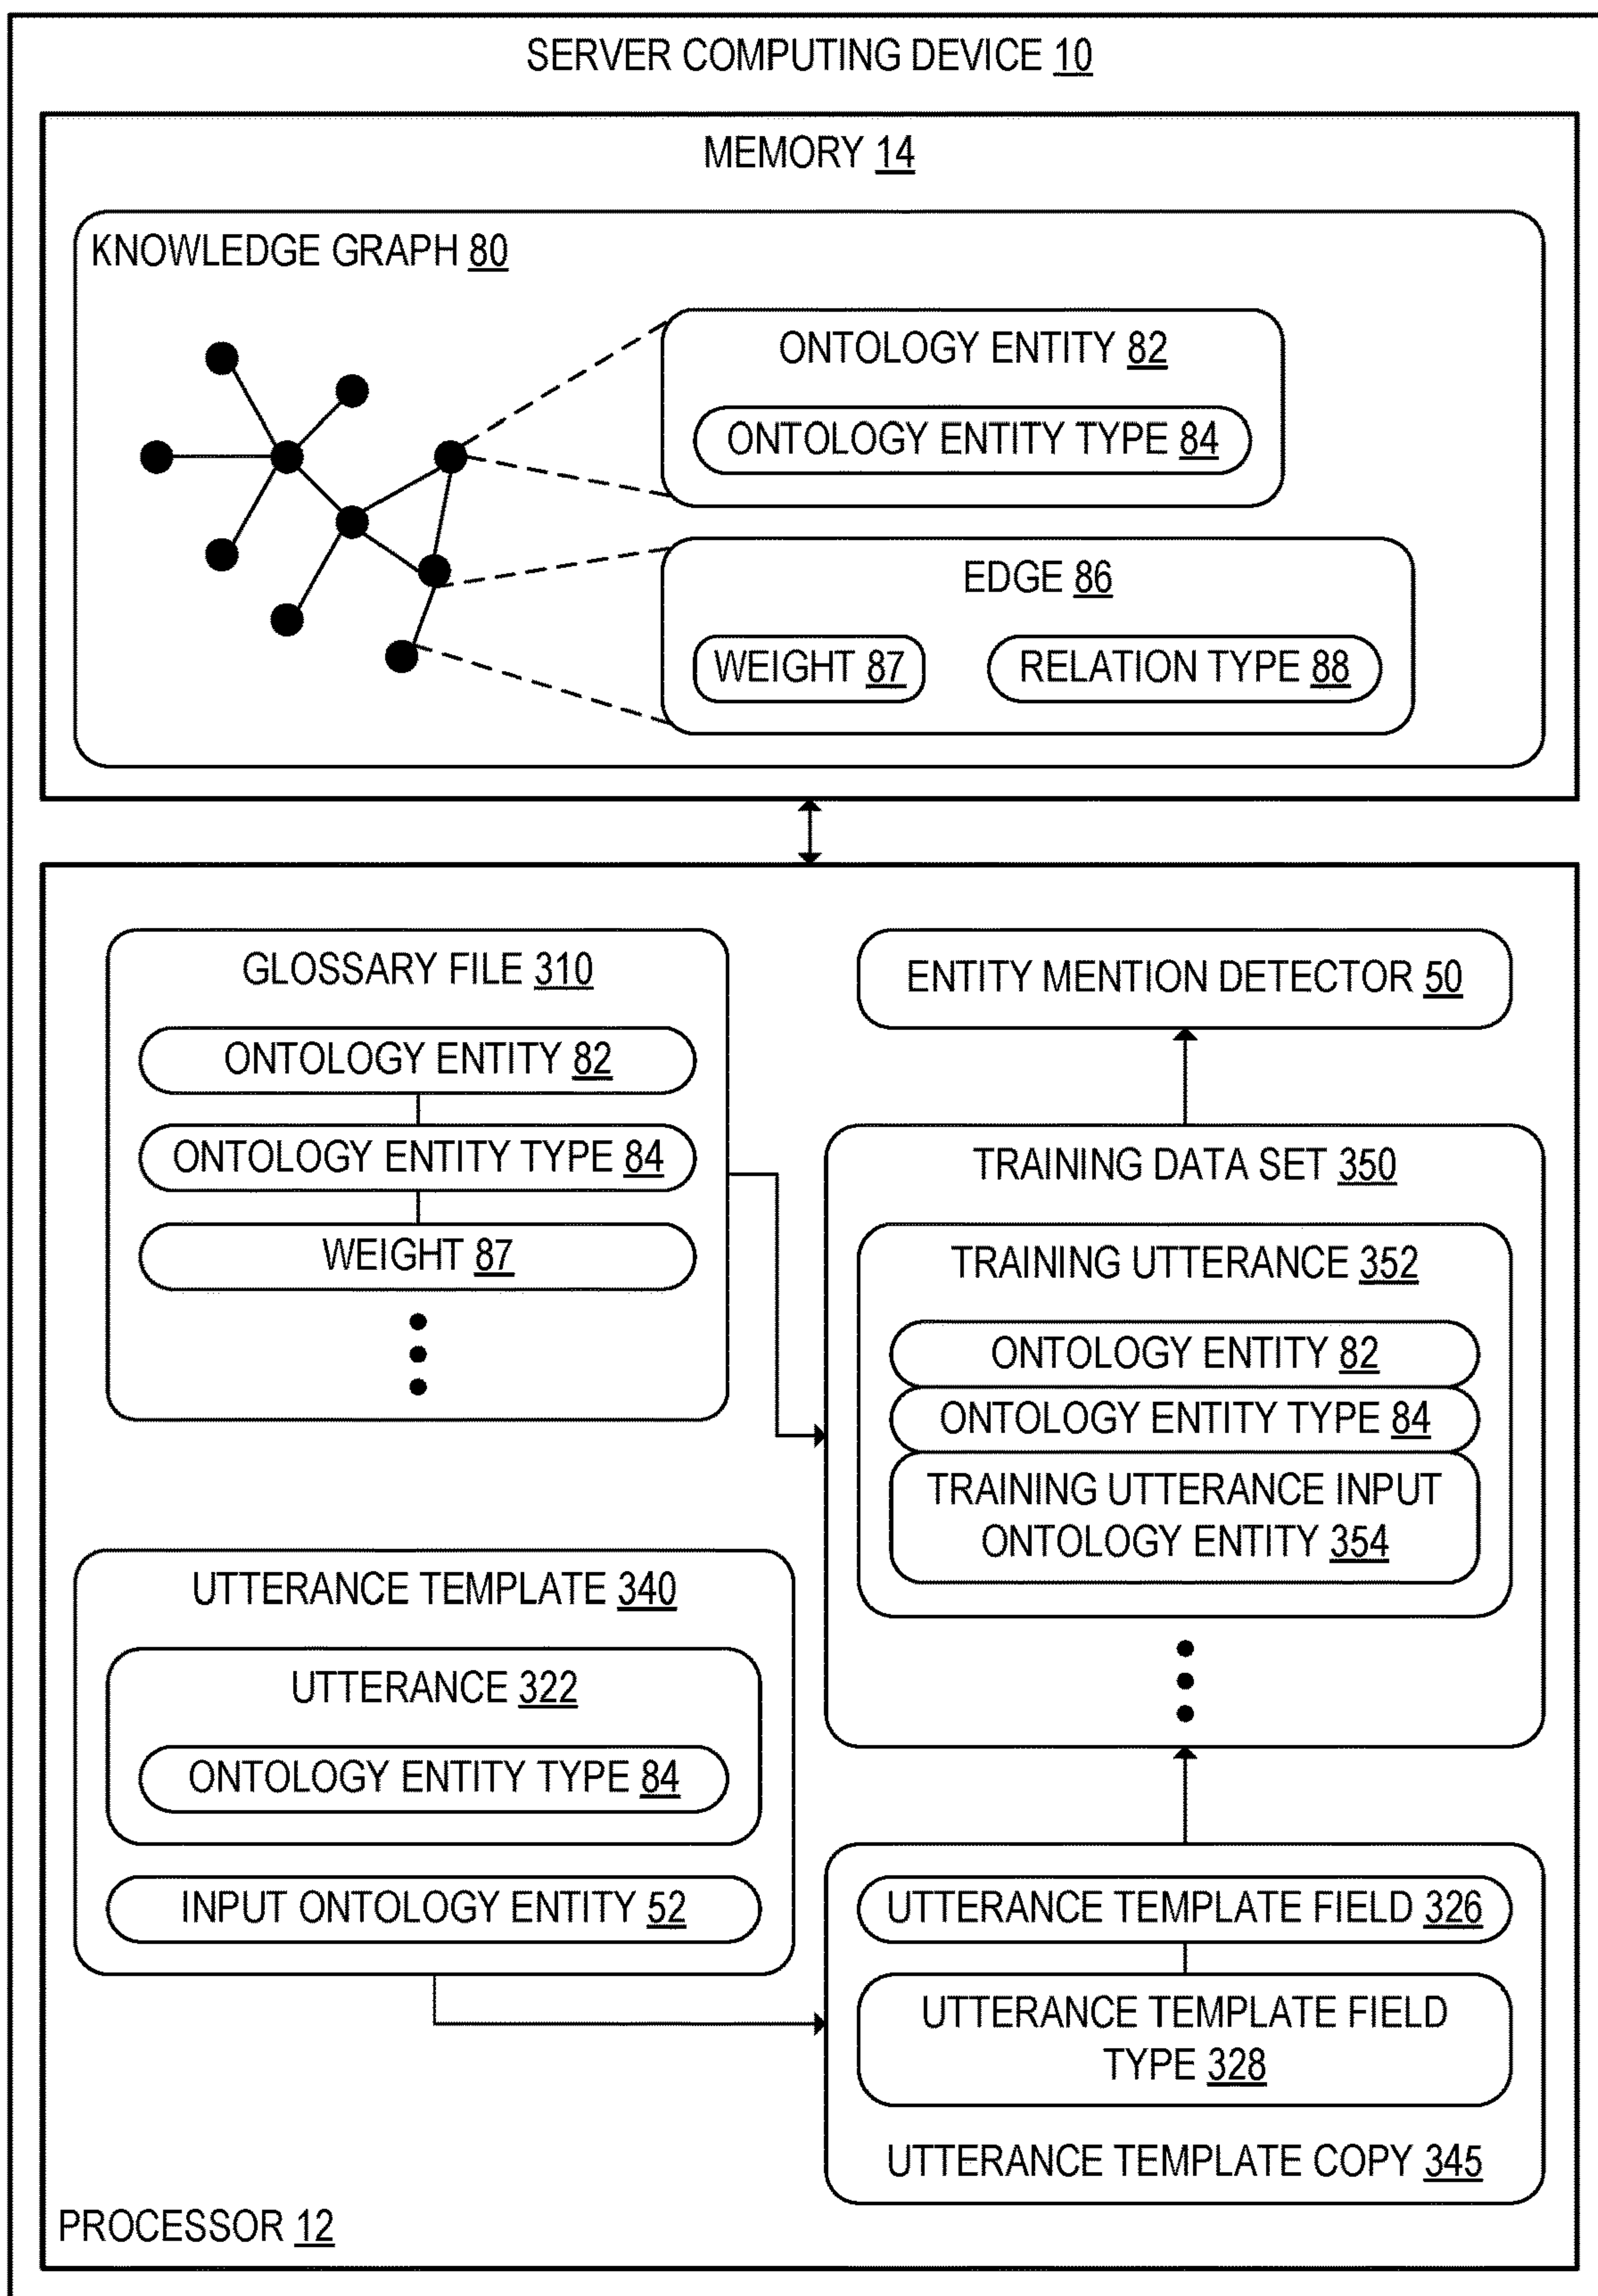 SERVER COMPUTING DEVICE 10
MEMORY 14
KNOWLEDGE GRAPH 80
ONTOLOGY ENTITY 82
ONTOLOGY ENTITY TYPE 84
EDGE 86
WEIGHT 87
RELATION TYPE 88
GLOSSARY FILE 310
ONTOLOGY ENTITY 82
ONTOLOGY ENTITY TYPE 84
WEIGHT 87
ENTITY MENTION DETECTOR 50
TRAINING DATA SET 350
TRAINING UTTERANCE 352
ONTOLOGY ENTITY 82
ONTOLOGY ENTITY TYPE 84
TRAINING UTTERANCE INPUT
ONTOLOGY ENTITY 354
UTTERANCE TEMPLATE 340
UTTERANCE 322
ONTOLOGY ENTITY TYPE 84
INPUT ONTOLOGY ENTITY 52
UTTERANCE TEMPLATE FIELD 326
UTTERANCE TEMPLATE FIELD
TYPE 328
UTTERANCE TEMPLATE COPY 345
PROCESSOR 12